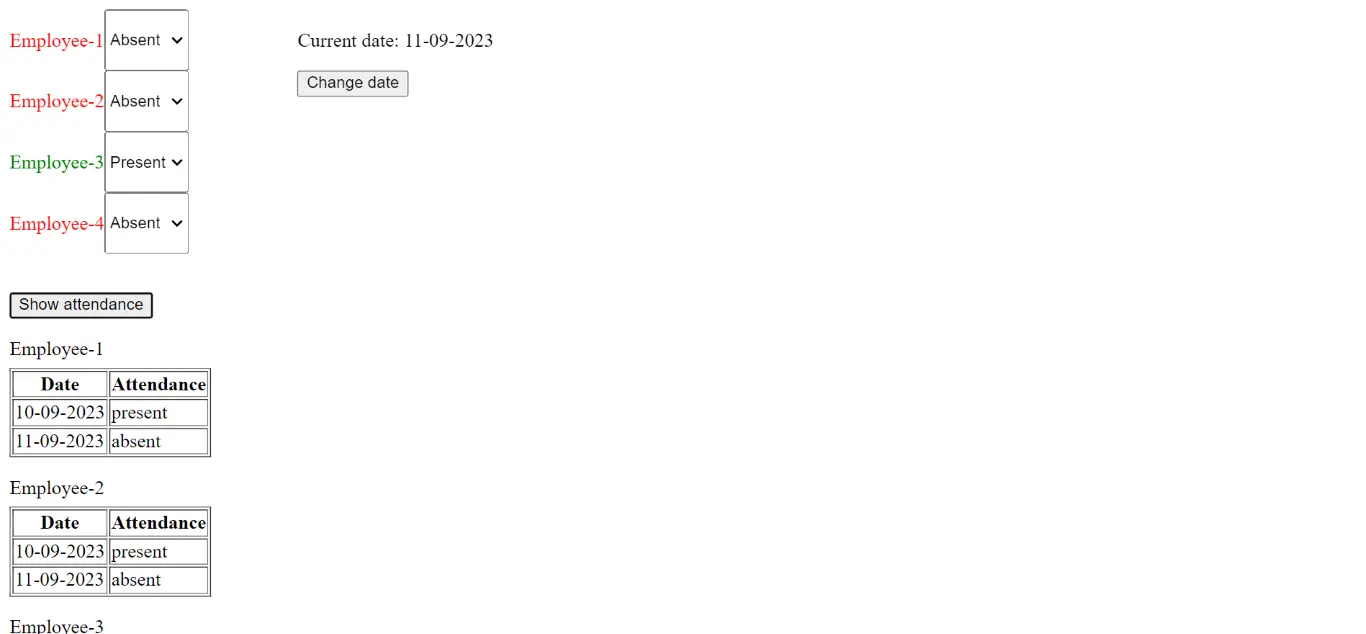 Employee-1 Absent
Current date: 11-09-2023
Employee-2 Absent
Change date
Employee-3 Present
Employee-4 Absent
Show attendance
Employee-1
Date Attendance
10-09-2023 present
11-09-2023 absent
Employee-2
Date Attendance
10-09-2023 present
11-09-2023 absent
Employee-3